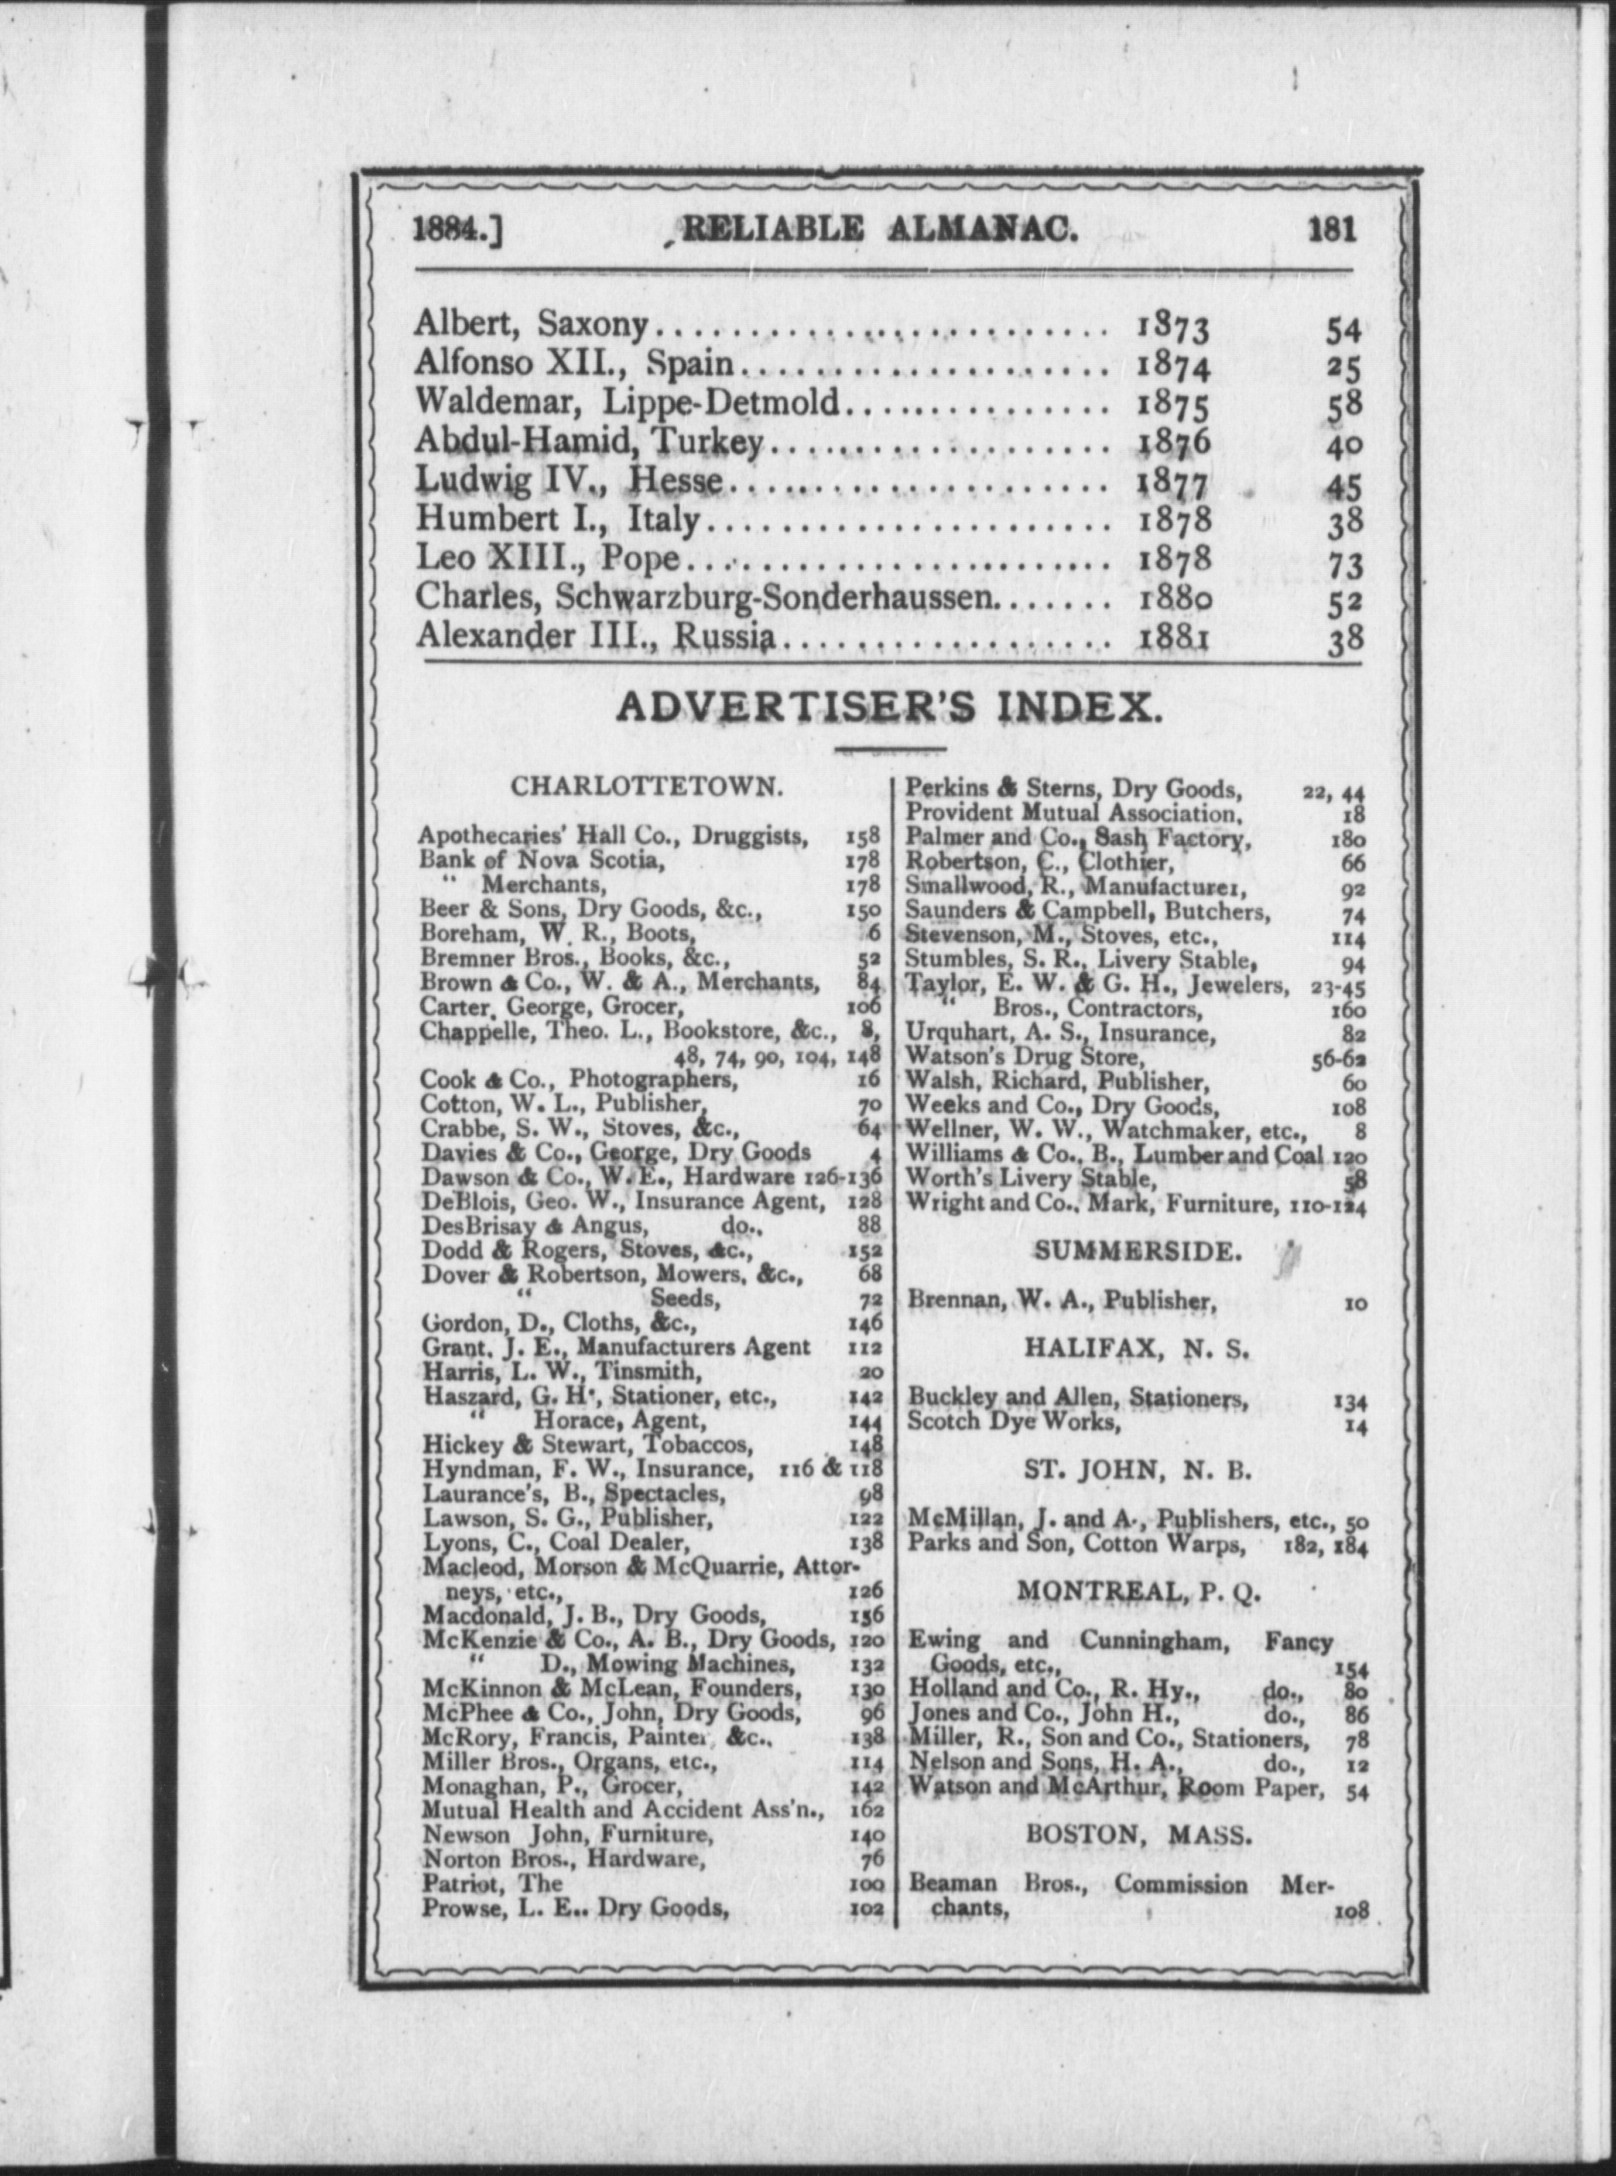 1884.] RELIABLE ALMANAC. 181
Albert, Saxony.......................... 1873 54
Alfonso XII., Spain.................... 1874 25
Waldemar, Lippe-Detmold............... 1875 58
Abdul-Hamid, Turkey................... 1876 40
Ludwig IV., Hesse...................... 1877 45
Humbert I., Italy....................... 1878 38
Leo XIII., Pope......................... 1878 73
Charles, Schwarzburg-Sonderhaussen....... 1880 52
Alexander III., Russia.................. 1881 38
ADVERTISER'S INDEX.
CHARLOTTETOWN.
Apothecaries' Hall Co., Druggists, 158
Bank of Nova Scotia, 178
" Merchants, 178
Beer & Sons, Dry Goods, &c., 150
Boreham, W. R., Boots, 6
Bremner Bros., Books, &c., 52
Brown & Co., W. & A., Merchants, 84
Carter, George, Grocer, 106
Chappelle, Theo. L., Bookstore, &c., 8,
48, 74, 90, 104, 148
Cook & Co., Photographers, 16
Cotton, W. L., Publisher, 70
Crabbe, S. W., Stoves, &c., 64
Davies & Co., George, Dry Goods 4
Dawson & Co., W. E., Hardware 126-136
DeBlois, Geo. W., Insurance Agent, 128
DesBrisay & Angus, do., 88
Dodd & Rogers, Stoves, &c., 152
Dover & Robertson, Mowers, &c., 68
" Seeds, 72
Gordon, D., Cloths, &c., 146
Grant, J. E., Manufacturers Agent 112
Harris, L. W., Tinsmith, 20
Haszard, G. H., Stationer, etc., 142
" Horace, Agent, 144
Hickey & Stewart, Tobaccos, 148
Hyndman, F. W., Insurance, 116 & 118
Laurance's, B., Spectacles, 98
Lawson, S. G., Publisher, 122
Lyons, C., Coal Dealer, 138
Macleod, Morson & McQuarrie, Attor-
neys, etc., 126
Macdonald, J. B., Dry Goods, 156
McKenzie & Co., A. B., Dry Goods, 120
" D., Mowing Machines, 132
McKinnon & McLean, Founders, 130
McPhee & Co., John, Dry Goods, 96
McRory, Francis, Painter, &c., 138
Miller Bros., Organs, etc., 114
Monaghan, P., Grocer, 142
Mutual Health and Accident Ass'n., 162
Newson John, Furniture, 140
Norton Bros., Hardware, 76
Patriot, The 100
Prowse, L. E.. Dry Goods, 102
Perkins & Sterns, Dry Goods, 22, 44
Provident Mutual Association, 18
Palmer and Co., Sash Factory, 180
Robertson, C., Clothier, 66
Smallwood, R., Manufacturer, 92
Saunders & Campbell, Butchers, 74
Stevenson, M., Stoves, etc., 114
Stumbles, S. R., Livery Stable, 94
Taylor, E. W. & G. H., Jewelers, 23-45
" Bros., Contractors, 160
Urquhart, A. S., Insurance, 82
Watson's Drug Store, 56-62
Walsh, Richard, Publisher, 60
Weeks and Co., Dry Goods, 108
Wellner, W. W., Watchmaker, etc., 8
Williams & Co., B., Lumber and Coal 120
Worth's Livery Stable, 58
Wright and Co., Mark, Furniture, 110-124
SUMMERSIDE.
Brennan, W. A., Publisher, 10
HALIFAX, N. S.
Buckley and Allen, Stationers, 134
Scotch Dye Works, 14
ST. JOHN, N. B.
McMillan, J. and A., Publishers, etc., 50
Parks and Son, Cotton Warps, 182, 184
MONTREAL, P. Q.
Ewing and Cunningham, Fancy
Goods, etc., 154
Holland and Co., R. Hy., do., 80
Jones and Co., John H., do., 86
Miller, R., Son and Co., Stationers, 78
Nelson and Sons, H. A., do., 12
Watson and McArthur, Room Paper, 54
BOSTON, MASS.
Beaman Bros., Commission Mer-
chants, 108